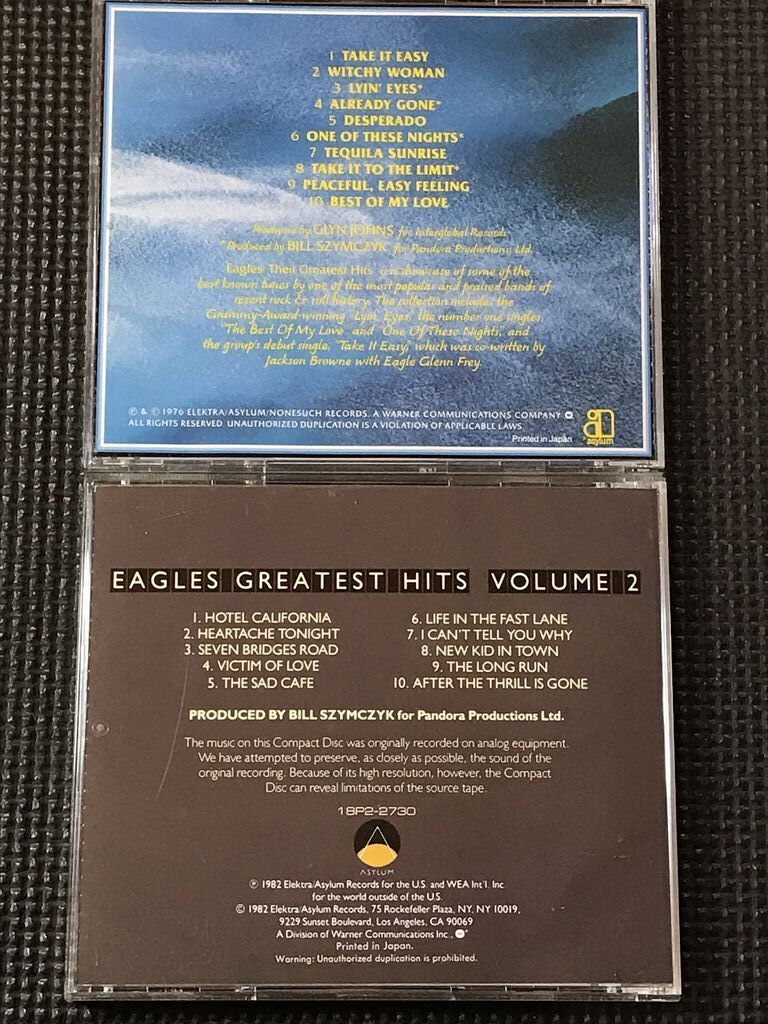 1 TAKE IT EASY
2 WITCHY WOMAN
3 LYIN' EYES*
4 ALREADY GONE*
5 DESPERADO
6 ONE OF THESE NIGHTS*
7 TEQUILA SUNRISE
8 TAKE IT TO THE LIMIT*
9 PEACEFUL, EASY FEELING
10 BEST OF MY LOVE
Produced by GLYN JOHNS for Interglobal Records
*Produced by BILL SZYMCZYK for Pandora Productions, Ltd.
Eagles Their Greatest Hits is a showcase of some of the
best known tunes by one of the most popular and praised bands of
recent rock & roll history. The collection includes the
Grammy-Award-winning "Lyin' Eyes," the number one singles,
"The Best Of My Love" and "One Of These Nights," and
the group's debut single, "Take It Easy," which was co-written by
Jackson Browne with Eagle Glenn Frey.
℗ & © 1976 ELEKTRA/ASYLUM/NONESUCH RECORDS. A WARNER COMMUNICATIONS COMPANY
ALL RIGHTS RESERVED. UNAUTHORIZED DUPLICATION IS A VIOLATION OF APPLICABLE LAWS.
Printed in Japan
asylum
EAGLES GREATEST HITS VOLUME 2
1. HOTEL CALIFORNIA
2. HEARTACHE TONIGHT
3. SEVEN BRIDGES ROAD
4. VICTIM OF LOVE
5. THE SAD CAFE
6. LIFE IN THE FAST LANE
7. I CAN'T TELL YOU WHY
8. NEW KID IN TOWN
9. THE LONG RUN
10. AFTER THE THRILL IS GONE
PRODUCED BY BILL SZYMCZYK for Pandora Productions Ltd.
The music on this Compact Disc was originally recorded on analog equipment.
We have attempted to preserve, as closely as possible, the sound of the
original recording. Because of its high resolution, however, the Compact
Disc can reveal limitations of the source tape.
18P2-2730
ASYLUM
℗ 1982 Elektra/Asylum Records for the U.S. and WEA Int'l. Inc.
for the world outside of the U.S.
© 1982 Elektra/Asylum Records, 75 Rockefeller Plaza, NY, NY 10019,
9229 Sunset Boulevard, Los Angeles, CA 90069
A Division of Warner Communications Inc.,
Printed in Japan.
Warning: Unauthorized duplication is prohibited.